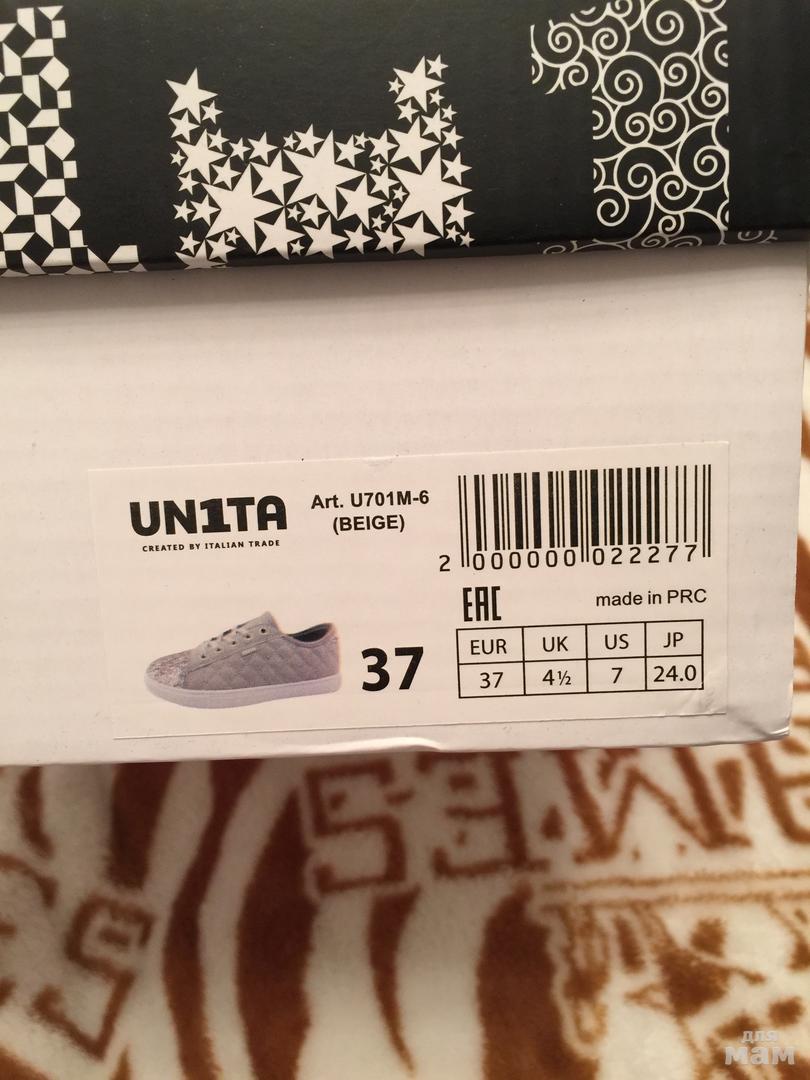 UN1TA
CREATED BY ITALIAN TRADE
Art. U701M-6
(BEIGE)
2 000000 022277
EAC
made in PRC
EUR UK US JP
37 4½ 7 24.0
37
для
мам